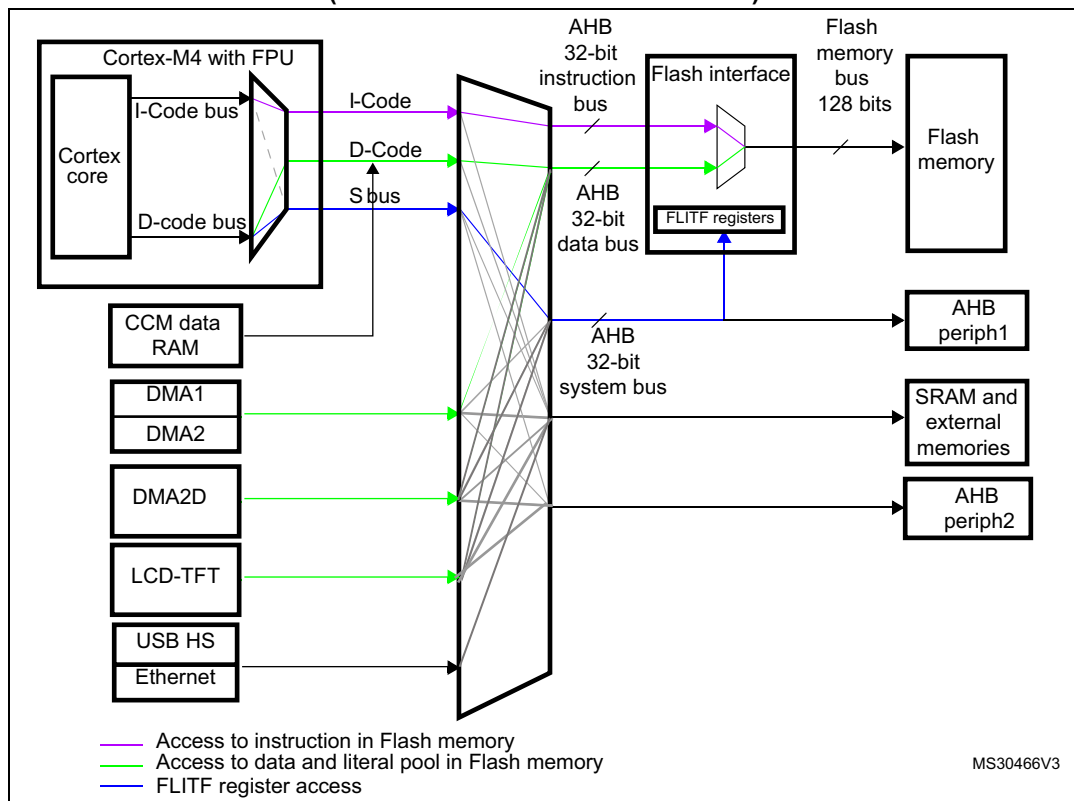 Cortex-M4 with FPU
Cortex
core
I-Code bus
D-code bus
I-Code
D-Code
S bus
AHB
32-bit
instruction
bus
Flash interface
FLITF registers
Flash
memory
bus
128 bits
Flash
memory
AHB
32-bit
data bus
CCM data
RAM
AHB
32-bit
system bus
AHB
periph1
DMA1
DMA2
SRAM and
external
memories
DMA2D
AHB
periph2
LCD-TFT
USB HS
Ethernet
Access to instruction in Flash memory
Access to data and literal pool in Flash memory
FLITF register access
MS30466V3